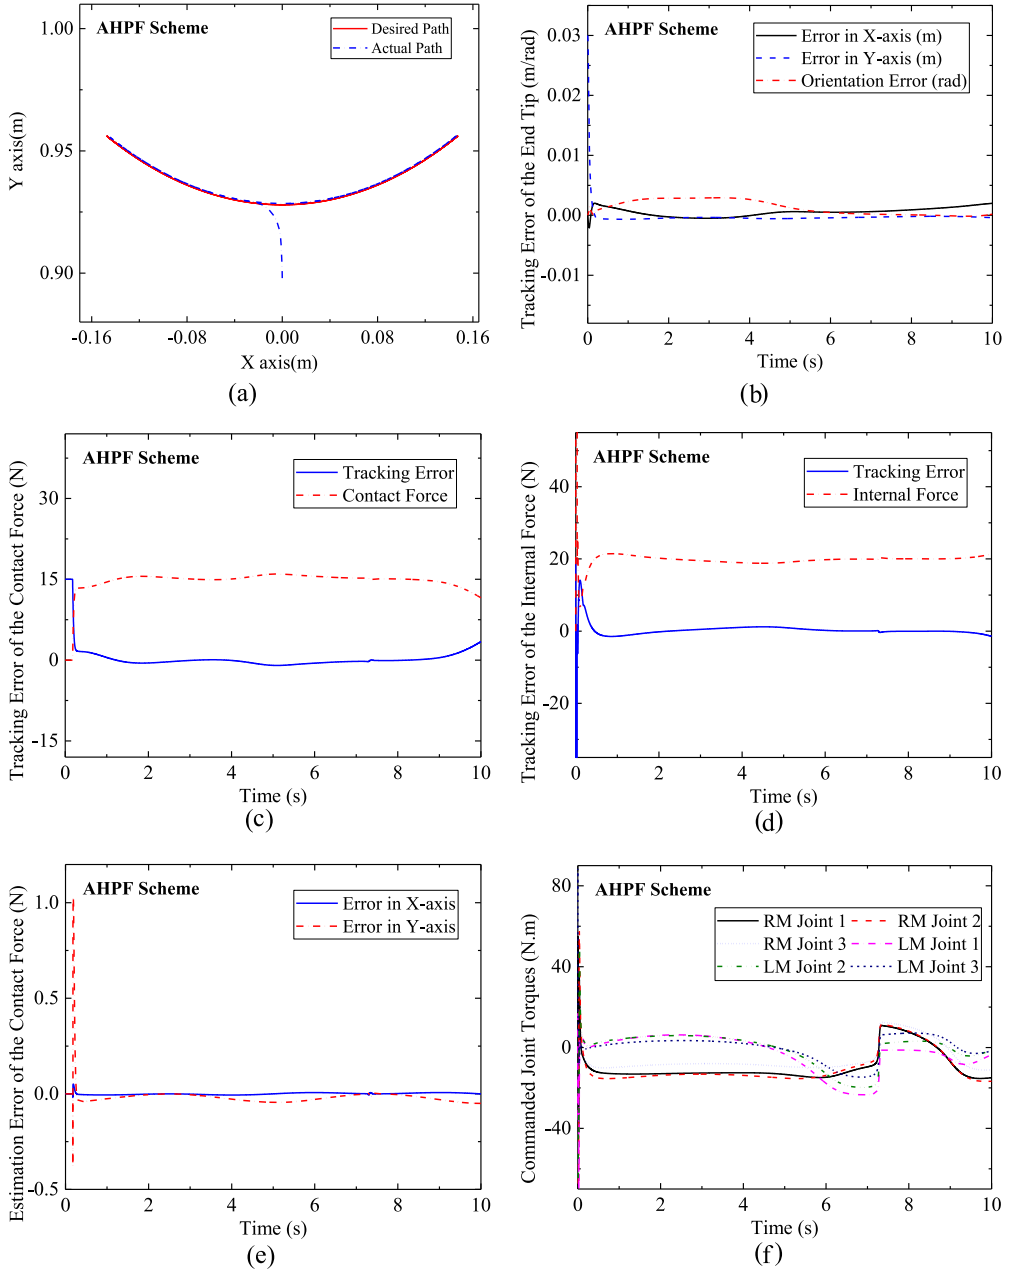 AHPF Scheme
Desired Path
Actual Path
1.00
0.95
0.90
Y axis(m)
-0.16 -0.08 0.00 0.08 0.16
X axis(m)
(a)
AHPF Scheme
Error in X-axis (m)
Error in Y-axis (m)
Orientation Error (rad)
0.03
0.02
0.01
0.00
-0.01
Tracking Error of the End Tip (m/rad)
0 2 4 6 8 10
Time (s)
(b)
AHPF Scheme
Tracking Error
Contact Force
30
15
0
-15
Tracking Error of the Contact Force (N)
0 2 4 6 8 10
Time (s)
(c)
AHPF Scheme
Tracking Error
Internal Force
40
20
0
-20
Tracking Error of the Internal Force (N)
0 2 4 6 8 10
Time (s)
(d)
AHPF Scheme
Error in X-axis
Error in Y-axis
1.0
0.5
0.0
-0.5
Estimation Error of the Contact Force (N)
0 2 4 6 8 10
Time (s)
(e)
AHPF Scheme
RM Joint 1 RM Joint 2
RM Joint 3 LM Joint 1
LM Joint 2 LM Joint 3
80
40
0
-40
Commanded Joint Torques (N.m)
0 2 4 6 8 10
Time (s)
(f)